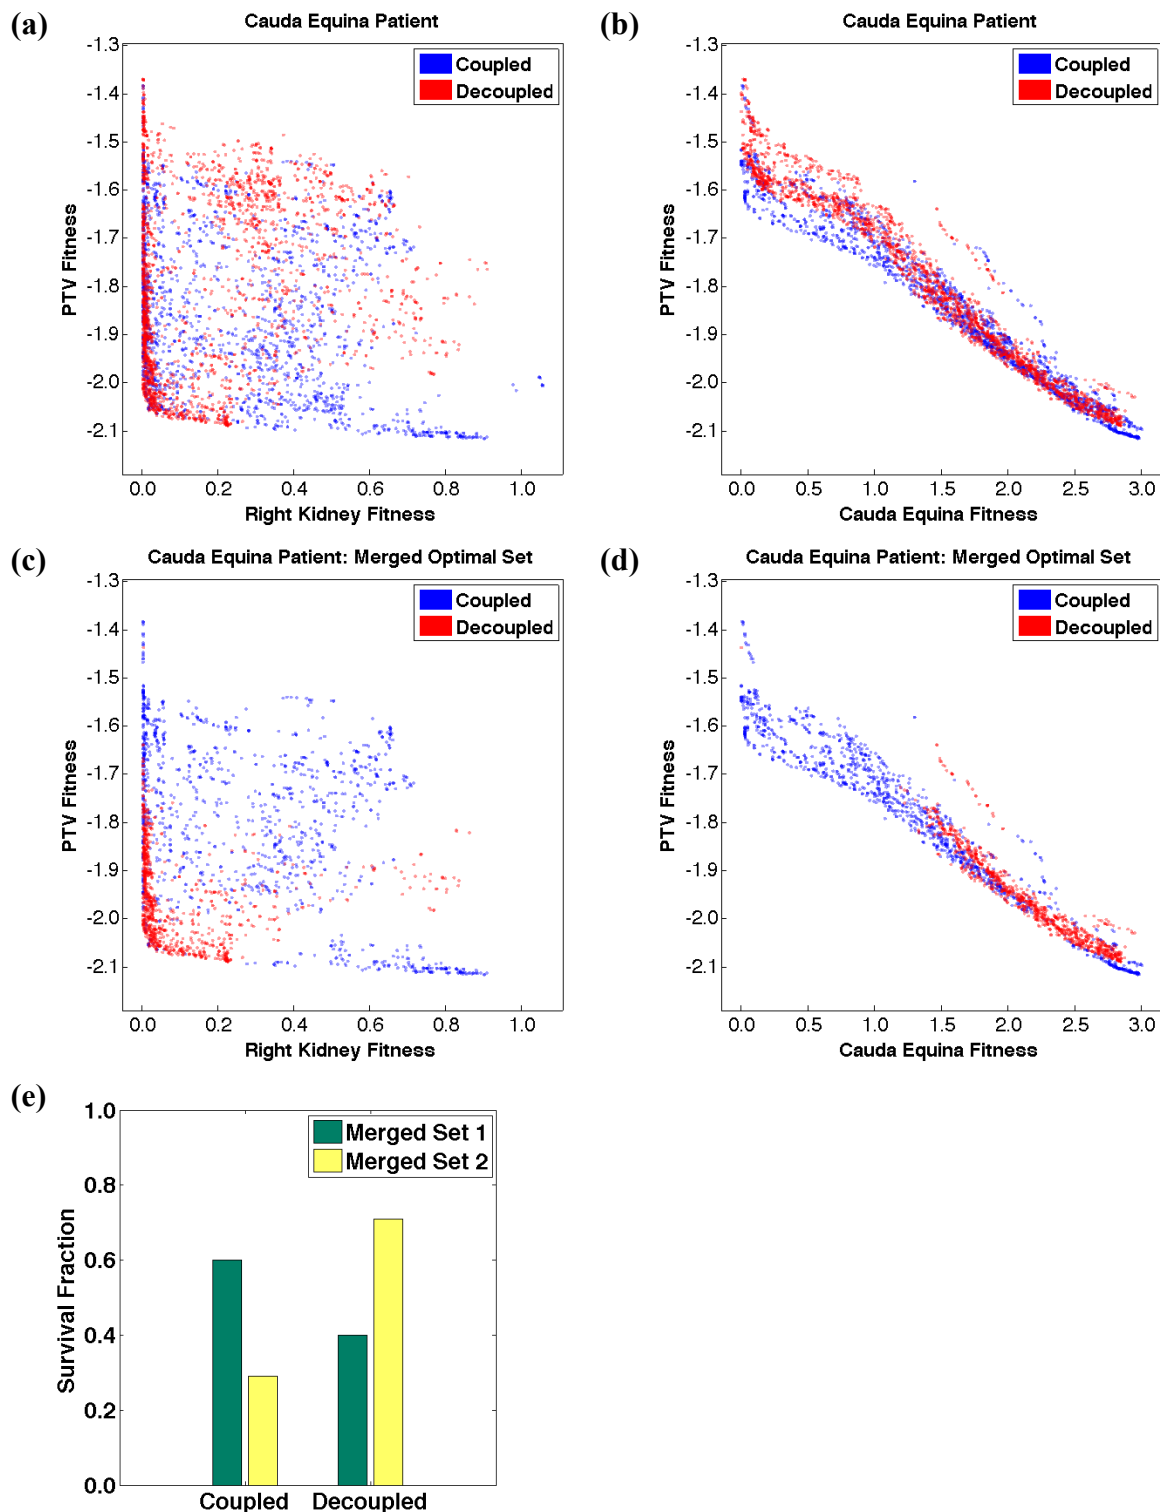 (a)
Cauda Equina Patient
-1.3
-1.4
-1.5
-1.6
-1.7
-1.8
-1.9
-2.0
-2.1
PTV Fitness
Coupled
Decoupled
0.0 0.2 0.4 0.6 0.8 1.0
Right Kidney Fitness
(b)
Cauda Equina Patient
-1.3
-1.4
-1.5
-1.6
-1.7
-1.8
-1.9
-2.0
-2.1
PTV Fitness
Coupled
Decoupled
0.0 0.5 1.0 1.5 2.0 2.5 3.0
Cauda Equina Fitness
(c)
Cauda Equina Patient: Merged Optimal Set
-1.3
-1.4
-1.5
-1.6
-1.7
-1.8
-1.9
-2.0
-2.1
PTV Fitness
Coupled
Decoupled
0.0 0.2 0.4 0.6 0.8 1.0
Right Kidney Fitness
(d)
Cauda Equina Patient: Merged Optimal Set
-1.3
-1.4
-1.5
-1.6
-1.7
-1.8
-1.9
-2.0
-2.1
PTV Fitness
Coupled
Decoupled
0.0 0.5 1.0 1.5 2.0 2.5 3.0
Cauda Equina Fitness
(e)
1.0
0.8
0.6
0.4
0.2
0.0
Survival Fraction
Merged Set 1
Merged Set 2
Coupled Decoupled